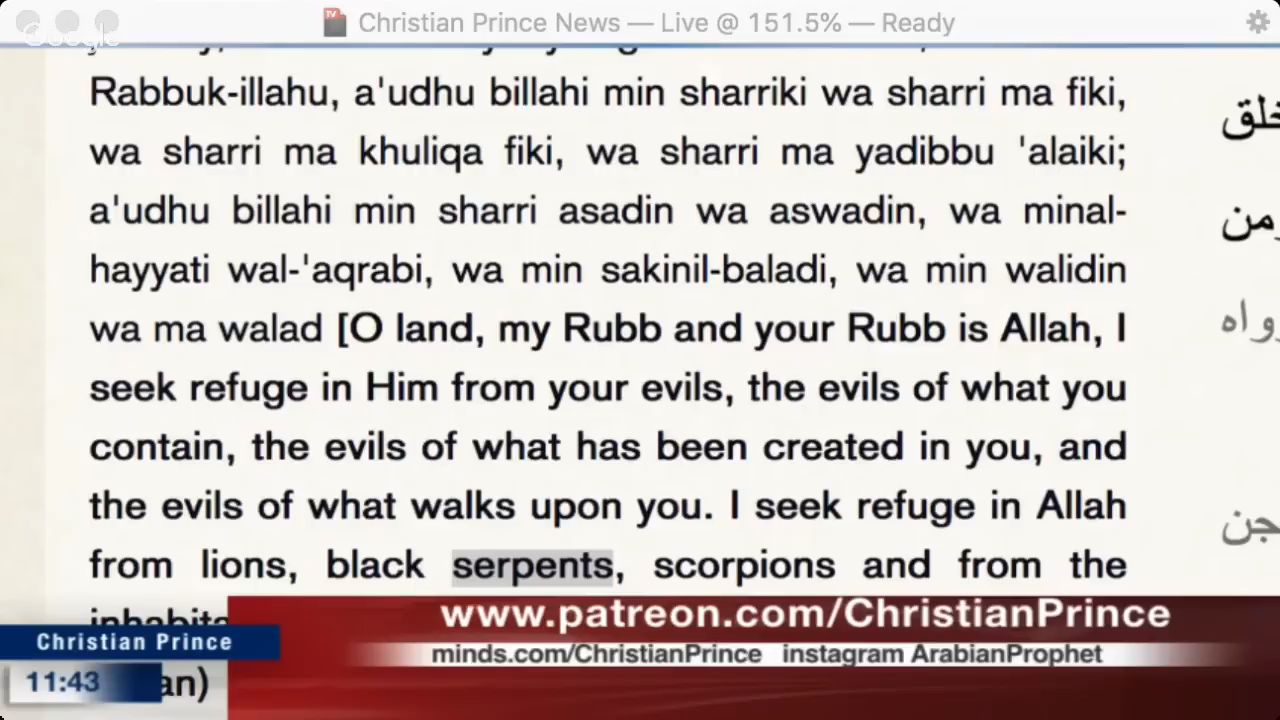 Christian Prince News — Live @ 151.5% — Ready
Google
Rabbuk-illahu, a'udhu billahi min sharriki wa sharri ma fiki,
wa sharri ma khuliqa fiki, wa sharri ma yadibbu 'alaiki;
a'udhu billahi min sharri asadin wa aswadin, wa minal-
hayyati wal-'aqrabi, wa min sakinil-baladi, wa min walidin
wa ma walad [O land, my Rubb and your Rubb is Allah, I
seek refuge in Him from your evils, the evils of what you
contain, the evils of what has been created in you, and
the evils of what walks upon you. I seek refuge in Allah
from lions, black serpents, scorpions and from the
www.patreon.com/ChristianPrince
Christian Prince
minds.com/ChristianPrince instagram ArabianProphet
11:43
an)